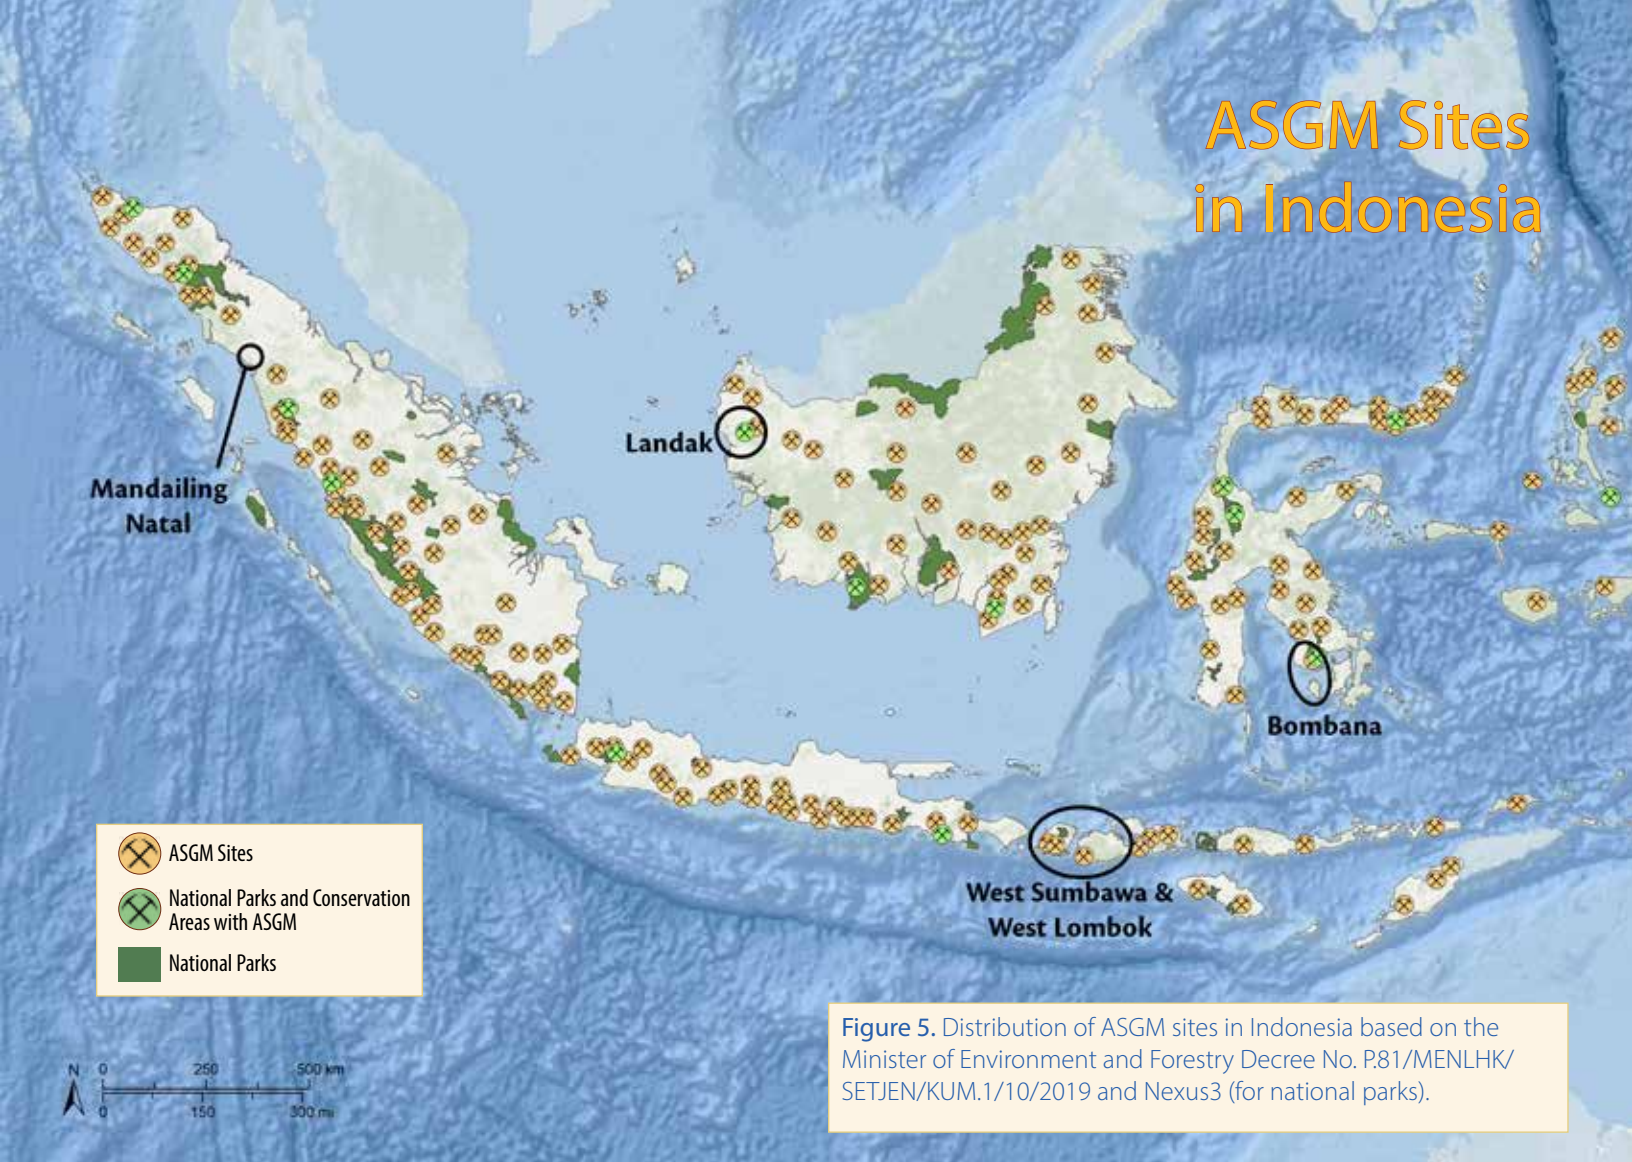 ASGM Sites
in Indonesia
Landak
Mandailing
Natal
Bombana
West Sumbawa &
West Lombok
ASGM Sites
National Parks and Conservation
Areas with ASGM
National Parks
Figure 5. Distribution of ASGM sites in Indonesia based on the
Minister of Environment and Forestry Decree No. P.81/MENLHK/
SETJEN/KUM.1/10/2019 and Nexus3 (for national parks).
N 0 250 500 km
0 150 300 mi